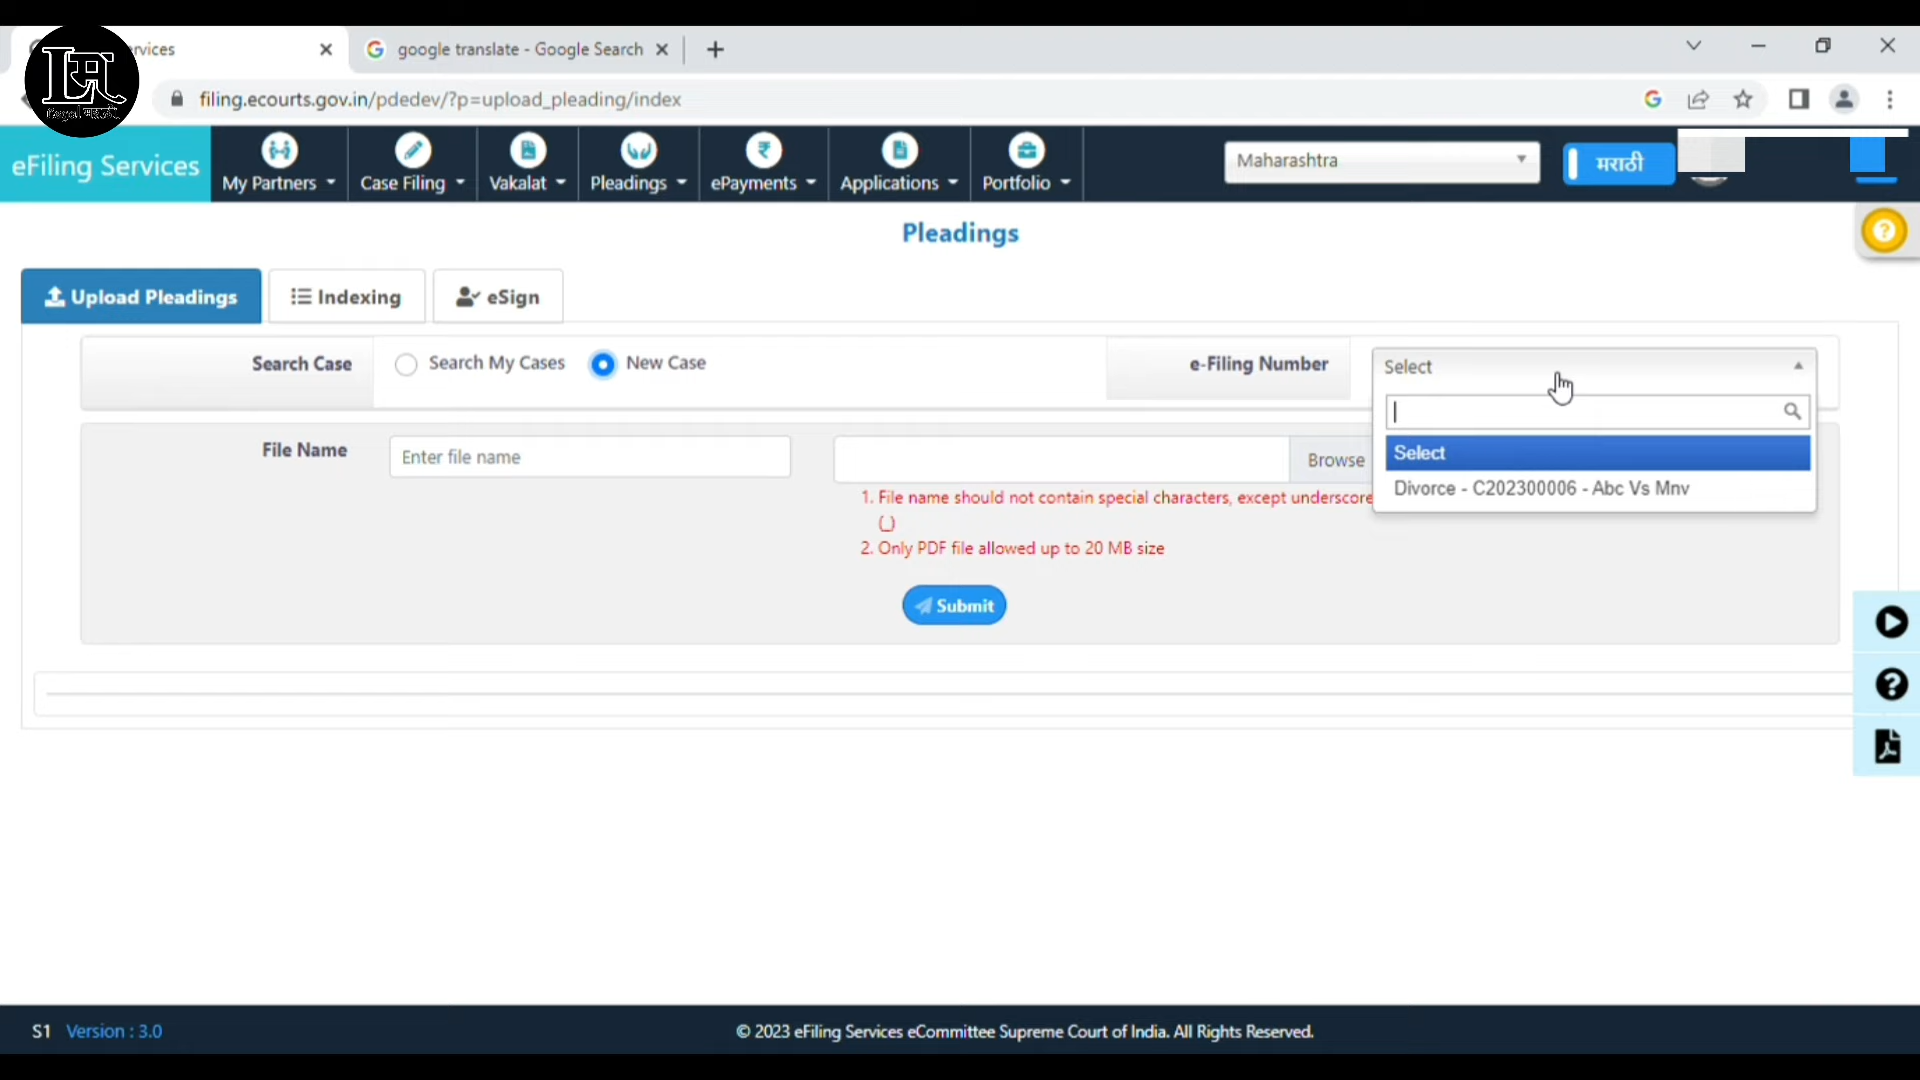 rvices
google translate - Google Search
filing.ecourts.gov.in/pdedev/?p=upload_pleading/index
eFiling Services
My Partners
Case Filing
Vakalat
Pleadings
ePayments
Applications
Portfolio
Maharashtra
मराठी
Pleadings
Upload Pleadings
Indexing
eSign
Search Case
Search My Cases
New Case
e-Filing Number
Select
Select
Divorce - C202300006 - Abc Vs Mnv
File Name
Enter file name
Browse
1. File name should not contain special characters, except underscore
(_)
2. Only PDF file allowed up to 20 MB size
Submit
S1 Version : 3.0
© 2023 eFiling Services eCommittee Supreme Court of India. All Rights Reserved.